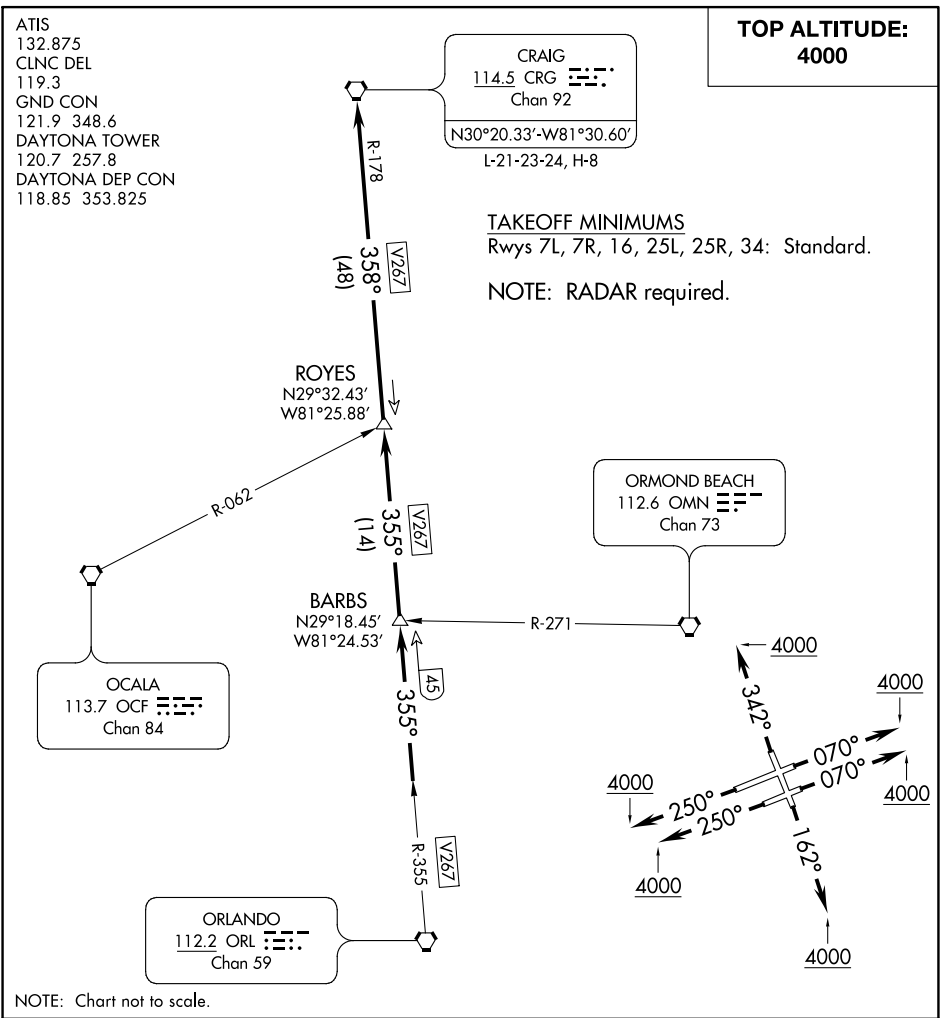 ATIS
132.875
CLNC DEL
119.3
GND CON
121.9 348.6
DAYTONA TOWER
120.7 257.8
DAYTONA DEP CON
118.85 353.825
TOP ALTITUDE:
4000
CRAIG
114.5 CRG
Chan 92
N30°20.33'-W81°30.60'
L-21-23-24, H-8
TAKEOFF MINIMUMS
Rwys 7L, 7R, 16, 25L, 25R, 34: Standard.
NOTE: RADAR required.
R-178
V267
358°
(48)
ROYES
N29°32.43'
W81°25.88'
R-062
V267
355°
(14)
ORMOND BEACH
112.6 OMN
Chan 73
BARBS
N29°18.45'
W81°24.53'
R-271
OCALA
113.7 OCF
Chan 84
45
355°
R-355
V267
ORLANDO
112.2 ORL
Chan 59
4000
342°
4000
070°
070°
4000
4000
250°
250°
4000
162°
4000
NOTE: Chart not to scale.